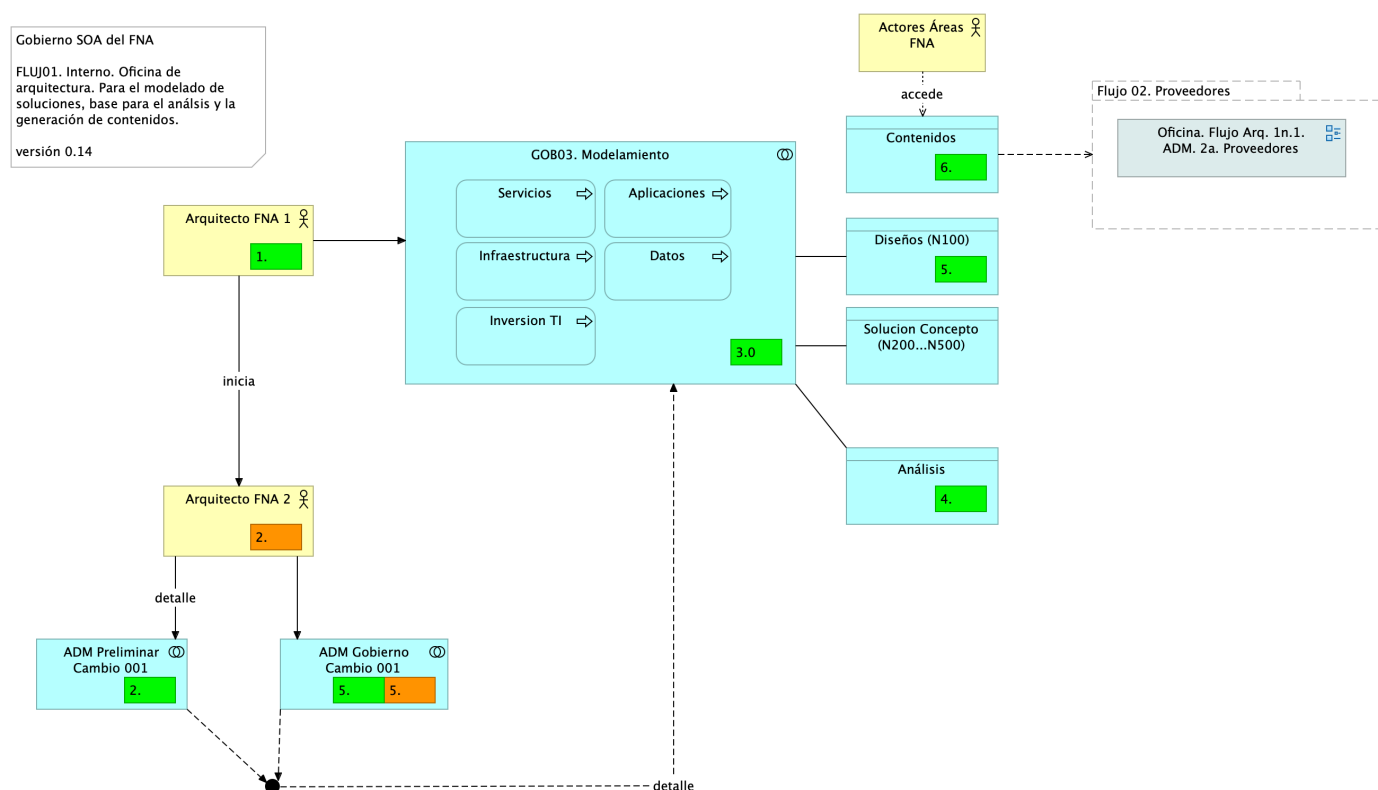 Gobierno SOA del FNA
FLUJ01. Interno. Oficina de
arquitectura. Para el modelado de
soluciones, base para el análsis y la
generación de contenidos.
versión 0.14
Actores Áreas
FNA
accede
Contenidos
6.
Flujo 02. Proveedores
Oficina. Flujo Arq. 1n.1.
ADM. 2a. Proveedores
GOB03. Modelamiento
Servicios
Aplicaciones
Infraestructura
Datos
Inversion TI
3.0
Arquitecto FNA 1
1.
Diseños (N100)
5.
Solucion Concepto
(N200...N500)
Análisis
4.
inicia
Arquitecto FNA 2
2.
detalle
ADM Preliminar
Cambio 001
2.
ADM Gobierno
Cambio 001
5.
5.
detalle